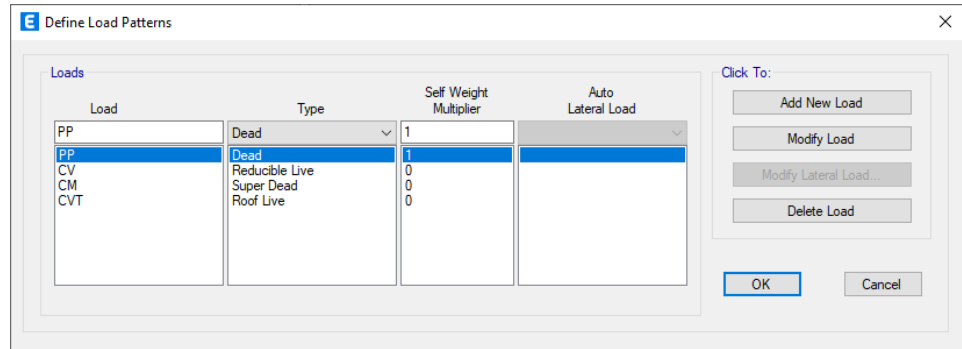 E Define Load Patterns
Loads
Click To:
Load Type Self Weight Multiplier Auto Lateral Load
PP Dead 1
PP Dead 1
CV Reducible Live 0
CM Super Dead 0
CVT Roof Live 0
Add New Load
Modify Load
Modify Lateral Load...
Delete Load
OK Cancel